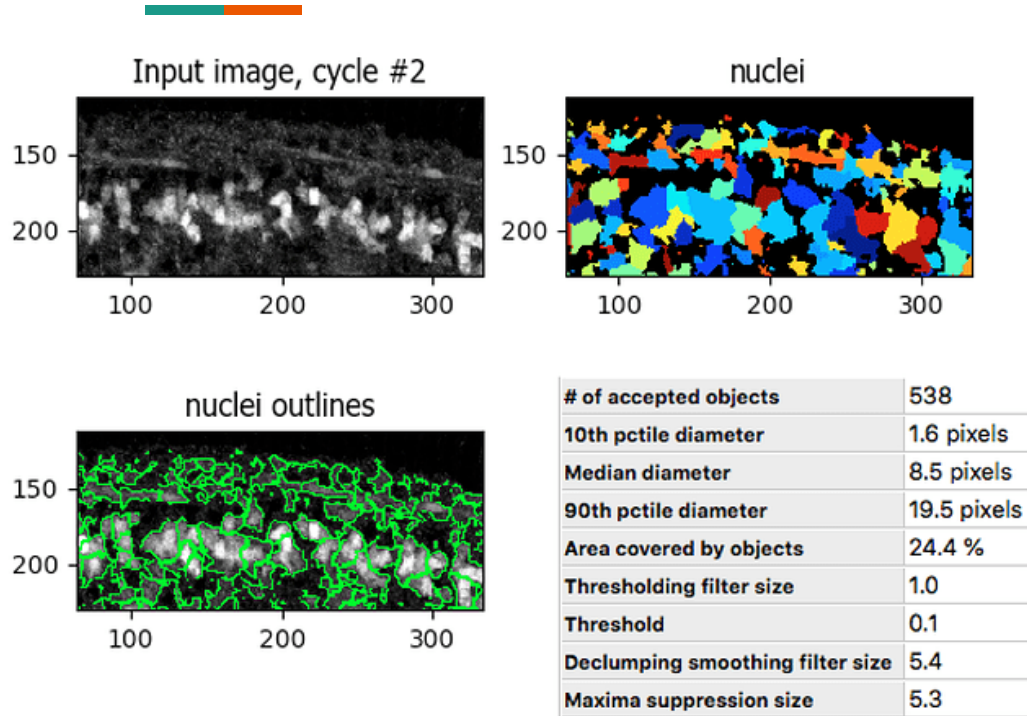 Input image, cycle #2
150
200
100
200
300
nuclei
150
200
100
200
300
nuclei outlines
150
200
100
200
300
# of accepted objects 538
10th pctile diameter 1.6 pixels
Median diameter 8.5 pixels
90th pctile diameter 19.5 pixels
Area covered by objects 24.4 %
Thresholding filter size 1.0
Threshold 0.1
Declumping smoothing filter size 5.4
Maxima suppression size 5.3